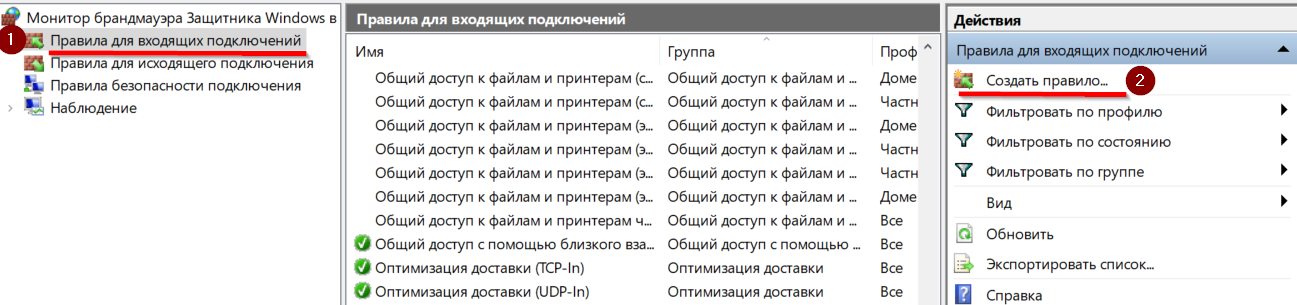 Монитор брандмауэра Защитника Windows в
1
Правила для входящих подключений
Правила для исходящего подключения
Правила безопасности подключения
Наблюдение
Правила для входящих подключений
Имя Группа Проф
Общий доступ к файлам и принтерам (с... Общий доступ к файлам и ... Доме
Общий доступ к файлам и принтерам (с... Общий доступ к файлам и ... Частн
Общий доступ к файлам и принтерам (э... Общий доступ к файлам и ... Доме
Общий доступ к файлам и принтерам (э... Общий доступ к файлам и ... Частн
Общий доступ к файлам и принтерам (э... Общий доступ к файлам и ... Частн
Общий доступ к файлам и принтерам (э... Общий доступ к файлам и ... Доме
Общий доступ к файлам и принтерам ч... Общий доступ к файлам и ... Все
Общий доступ с помощью близкого вза... Общий доступ с помощью ... Все
Оптимизация доставки (TCP-In) Оптимизация доставки Все
Оптимизация доставки (UDP-In) Оптимизация доставки Все
Действия
Правила для входящих подключений
Создать правило... 2
Фильтровать по профилю
Фильтровать по состоянию
Фильтровать по группе
Вид
Обновить
Экспортировать список...
Справка